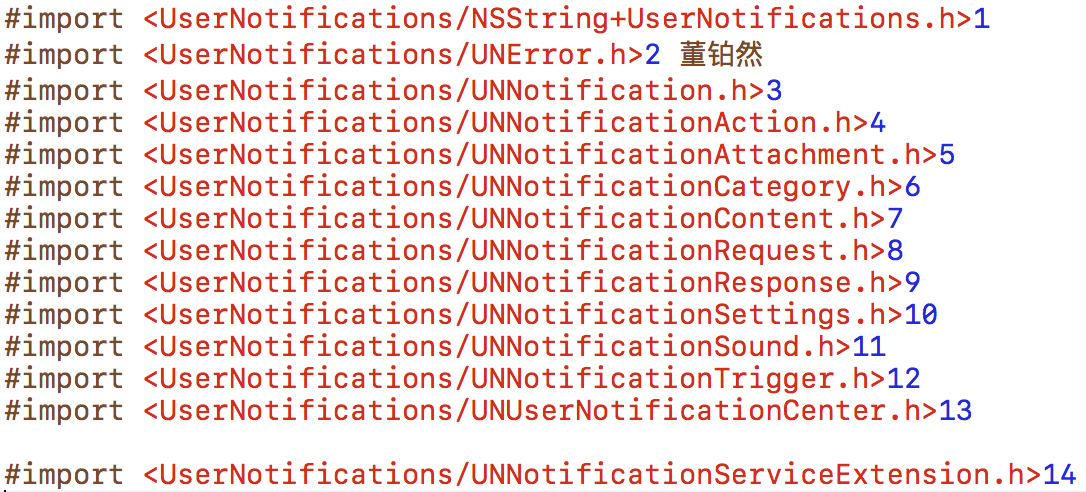 #import <UserNotifications/NSString+UserNotifications.h>1
#import <UserNotifications/UNError.h>2 董铂然
#import <UserNotifications/UNNotification.h>3
#import <UserNotifications/UNNotificationAction.h>4
#import <UserNotifications/UNNotificationAttachment.h>5
#import <UserNotifications/UNNotificationCategory.h>6
#import <UserNotifications/UNNotificationContent.h>7
#import <UserNotifications/UNNotificationRequest.h>8
#import <UserNotifications/UNNotificationResponse.h>9
#import <UserNotifications/UNNotificationSettings.h>10
#import <UserNotifications/UNNotificationSound.h>11
#import <UserNotifications/UNNotificationTrigger.h>12
#import <UserNotifications/UNUserNotificationCenter.h>13
#import <UserNotifications/UNNotificationServiceExtension.h>14